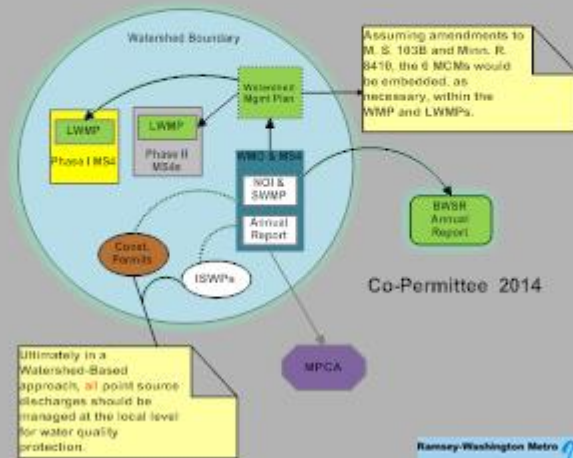 Watershed Boundary
Assuming amendments to
M. S. 103B and Minn. R.
8410, the 6 MCMs would
be embedded, as
necessary, within the
WMP and LWMPs.
Watershed
Mgmt Plan
LWMP
Phase I MS4
LWMP
Phase II
MS4s
WMO & MS4
NOI &
SWMP
Annual
Report
BWSR
Annual
Report
Const.
Permits
ISWPs
Co-Permittee 2014
MPCA
Ultimately in a
Watershed-Based
approach, all point source
discharges should be
managed at the local level
for water quality
protection.
Ramsey-Washington Metro